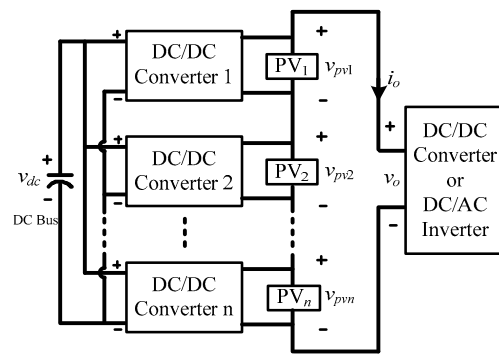 +
DC/DC
Converter 1
-
PV1
+
vpv1
-
io
+
vdc
-
DC Bus
+
DC/DC
Converter 2
-
PV2
+
vpv2
-
+
vo
-
DC/DC
Converter
or
DC/AC
Inverter
+
DC/DC
Converter n
-
PVn
+
vpvn
-